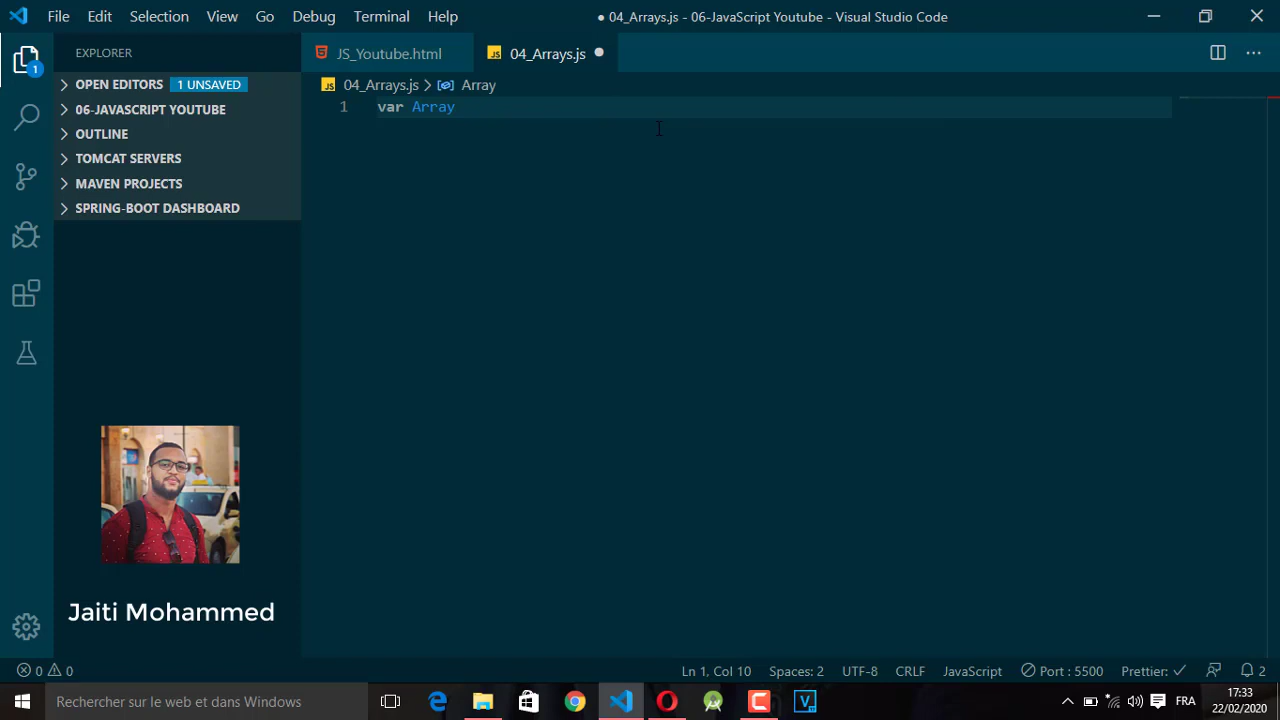 File Edit Selection View Go Debug Terminal Help
● 04_Arrays.js - 06-JavaScript Youtube - Visual Studio Code
EXPLORER
JS_Youtube.html
JS 04_Arrays.js
OPEN EDITORS 1 UNSAVED
JS 04_Arrays.js > Array
06-JAVASCRIPT YOUTUBE
1 var Array
OUTLINE
TOMCAT SERVERS
MAVEN PROJECTS
SPRING-BOOT DASHBOARD
1
Jaiti Mohammed
0 0
Ln 1, Col 10 Spaces: 2 UTF-8 CRLF JavaScript Port : 5500 Prettier: ✓ 2
Rechercher sur le web et dans Windows
FRA
17:33
22/02/2020